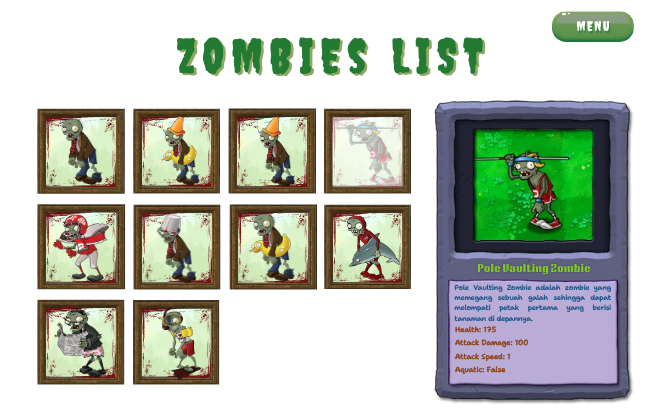 MENU
ZOMBIES LIST
Pole Vaulting Zombie
Pole Vaulting Zombie adalah zombie yang
memegang sebuah galah sehingga dapat
melompati petak pertama yang berisi
tanaman di depannya.
Health: 175
Attack Damage: 100
Attack Speed: 1
Aquatic: False